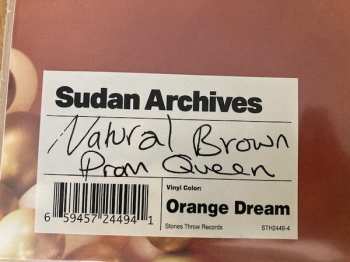 Sudan Archives
Natural Brown
Prom Queen
Vinyl Color:
Orange Dream
6 59457 24494 1
Stones Throw Records STH2449-4